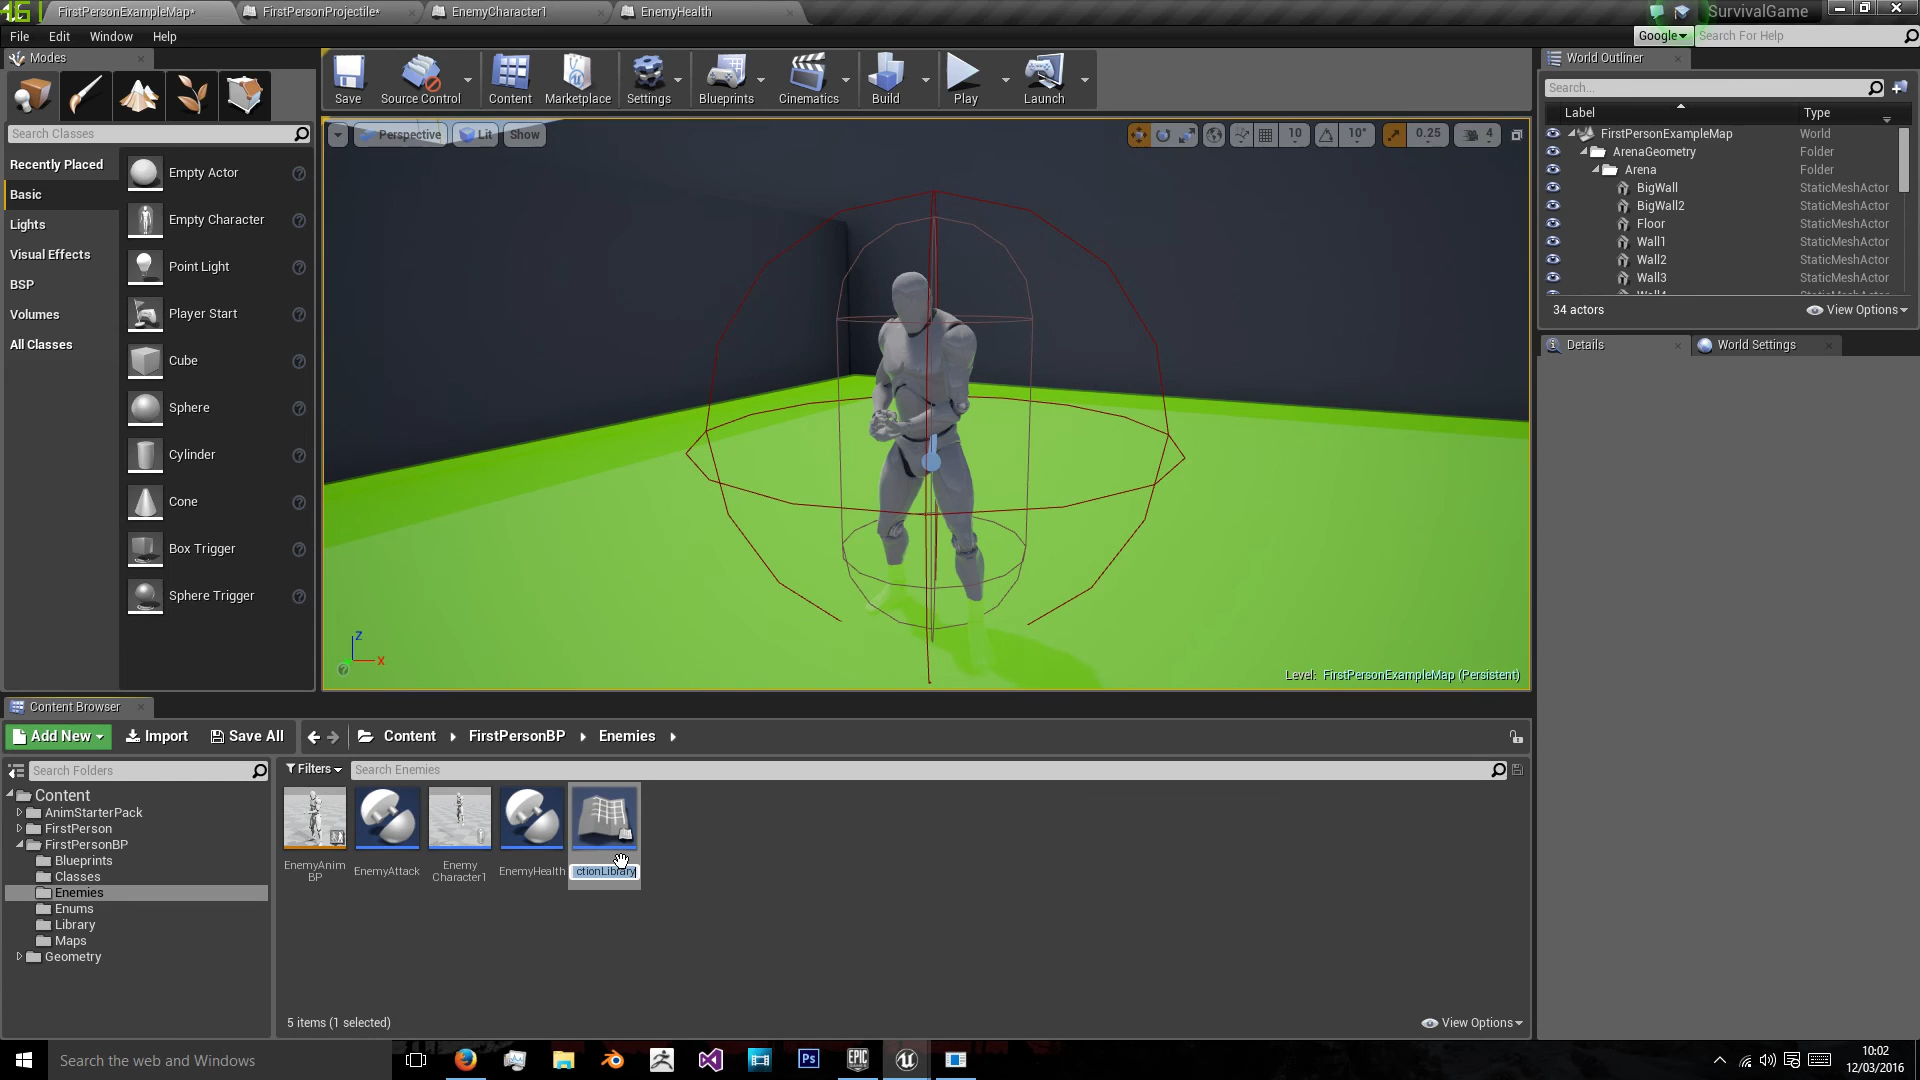 FirstPersonExampleMap*
FirstPersonProjectile*
EnemyCharacter1
EnemyHealth
SurvivalGame
File Edit Window Help
Google
Search For Help
Modes
Save
Source Control
Content
Marketplace
Settings
Blueprints
Cinematics
Build
Play
Launch
World Outliner
Search...
Label
Type
Search Classes
Recently Placed
Basic
Lights
Visual Effects
BSP
Volumes
All Classes
Empty Actor
Empty Character
Point Light
Player Start
Cube
Sphere
Cylinder
Cone
Box Trigger
Sphere Trigger
Perspective
Lit
Show
10
10°
0.25
4
FirstPersonExampleMap World
ArenaGeometry Folder
Arena Folder
BigWall StaticMeshActor
BigWall2 StaticMeshActor
Floor StaticMeshActor
Wall1 StaticMeshActor
Wall2 StaticMeshActor
Wall3 StaticMeshActor
34 actors
View Options
Details
World Settings
Z
X
Level: FirstPersonExampleMap (Persistent)
Content Browser
Add New
Import
Save All
Content
FirstPersonBP
Enemies
Search Folders
Filters
Search Enemies
Content
AnimStarterPack
FirstPerson
FirstPersonBP
Blueprints
Classes
Enemies
Enums
Library
Maps
Geometry
EnemyAnim
BP
EnemyAttack
Enemy
Character1
EnemyHealth
ctionLibrary
5 items (1 selected)
View Options
Search the web and Windows
Ps
EPIC
10:02
12/03/2016